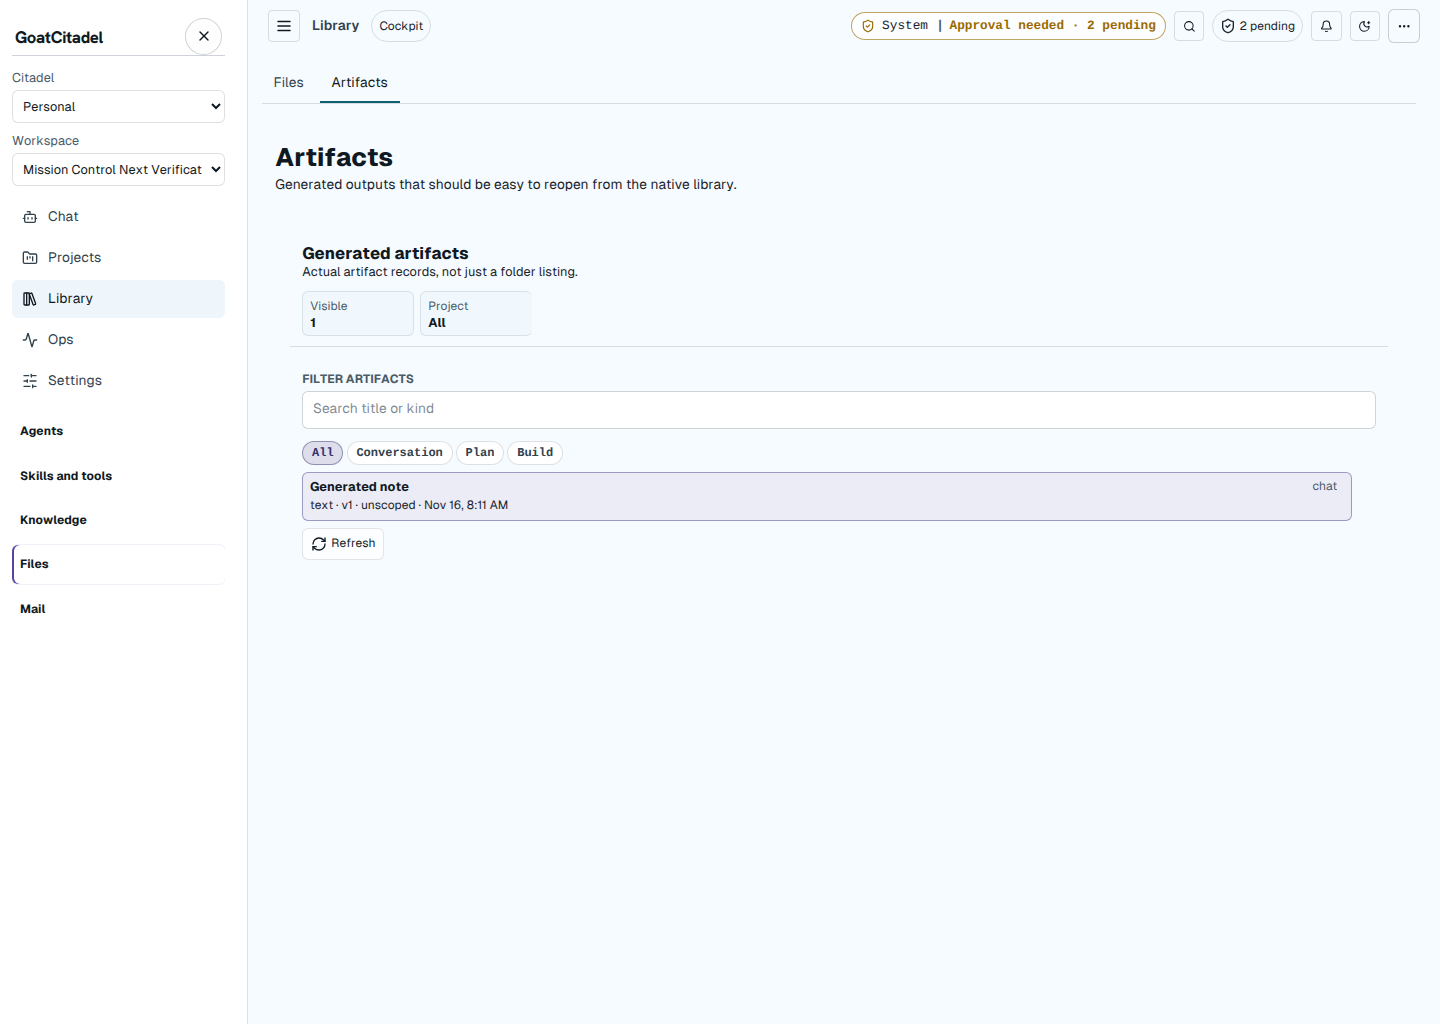 GoatCitadel
Citadel
Personal
Workspace
Mission Control Next Verificat
Chat
Projects
Library
Ops
Settings
Agents
Skills and tools
Knowledge
Files
Mail
Library
Cockpit
System | Approval needed · 2 pending
2 pending
Files
Artifacts
Artifacts
Generated outputs that should be easy to reopen from the native library.
Generated artifacts
Actual artifact records, not just a folder listing.
Visible
1
Project
All
FILTER ARTIFACTS
Search title or kind
All
Conversation
Plan
Build
Generated note
chat
text · v1 · unscoped · Nov 16, 8:11 AM
Refresh